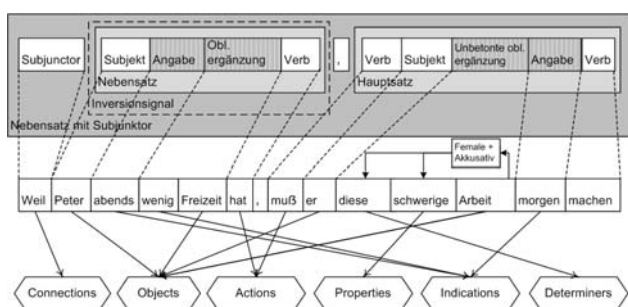 Subjunctor
Subjekt Angabe Obl. ergänzung Verb
,
Verb Subjekt Unbetonte obl. ergänzung Angabe Verb
Nebensatz
Hauptsatz
Inversionsignal
Nebensatz mit Subjunktor
Female + Akkusativ
Weil Peter abends wenig Freizeit hat , muß er diese schwerige Arbeit morgen machen
Connections Objects Actions Properties Indications Determiners